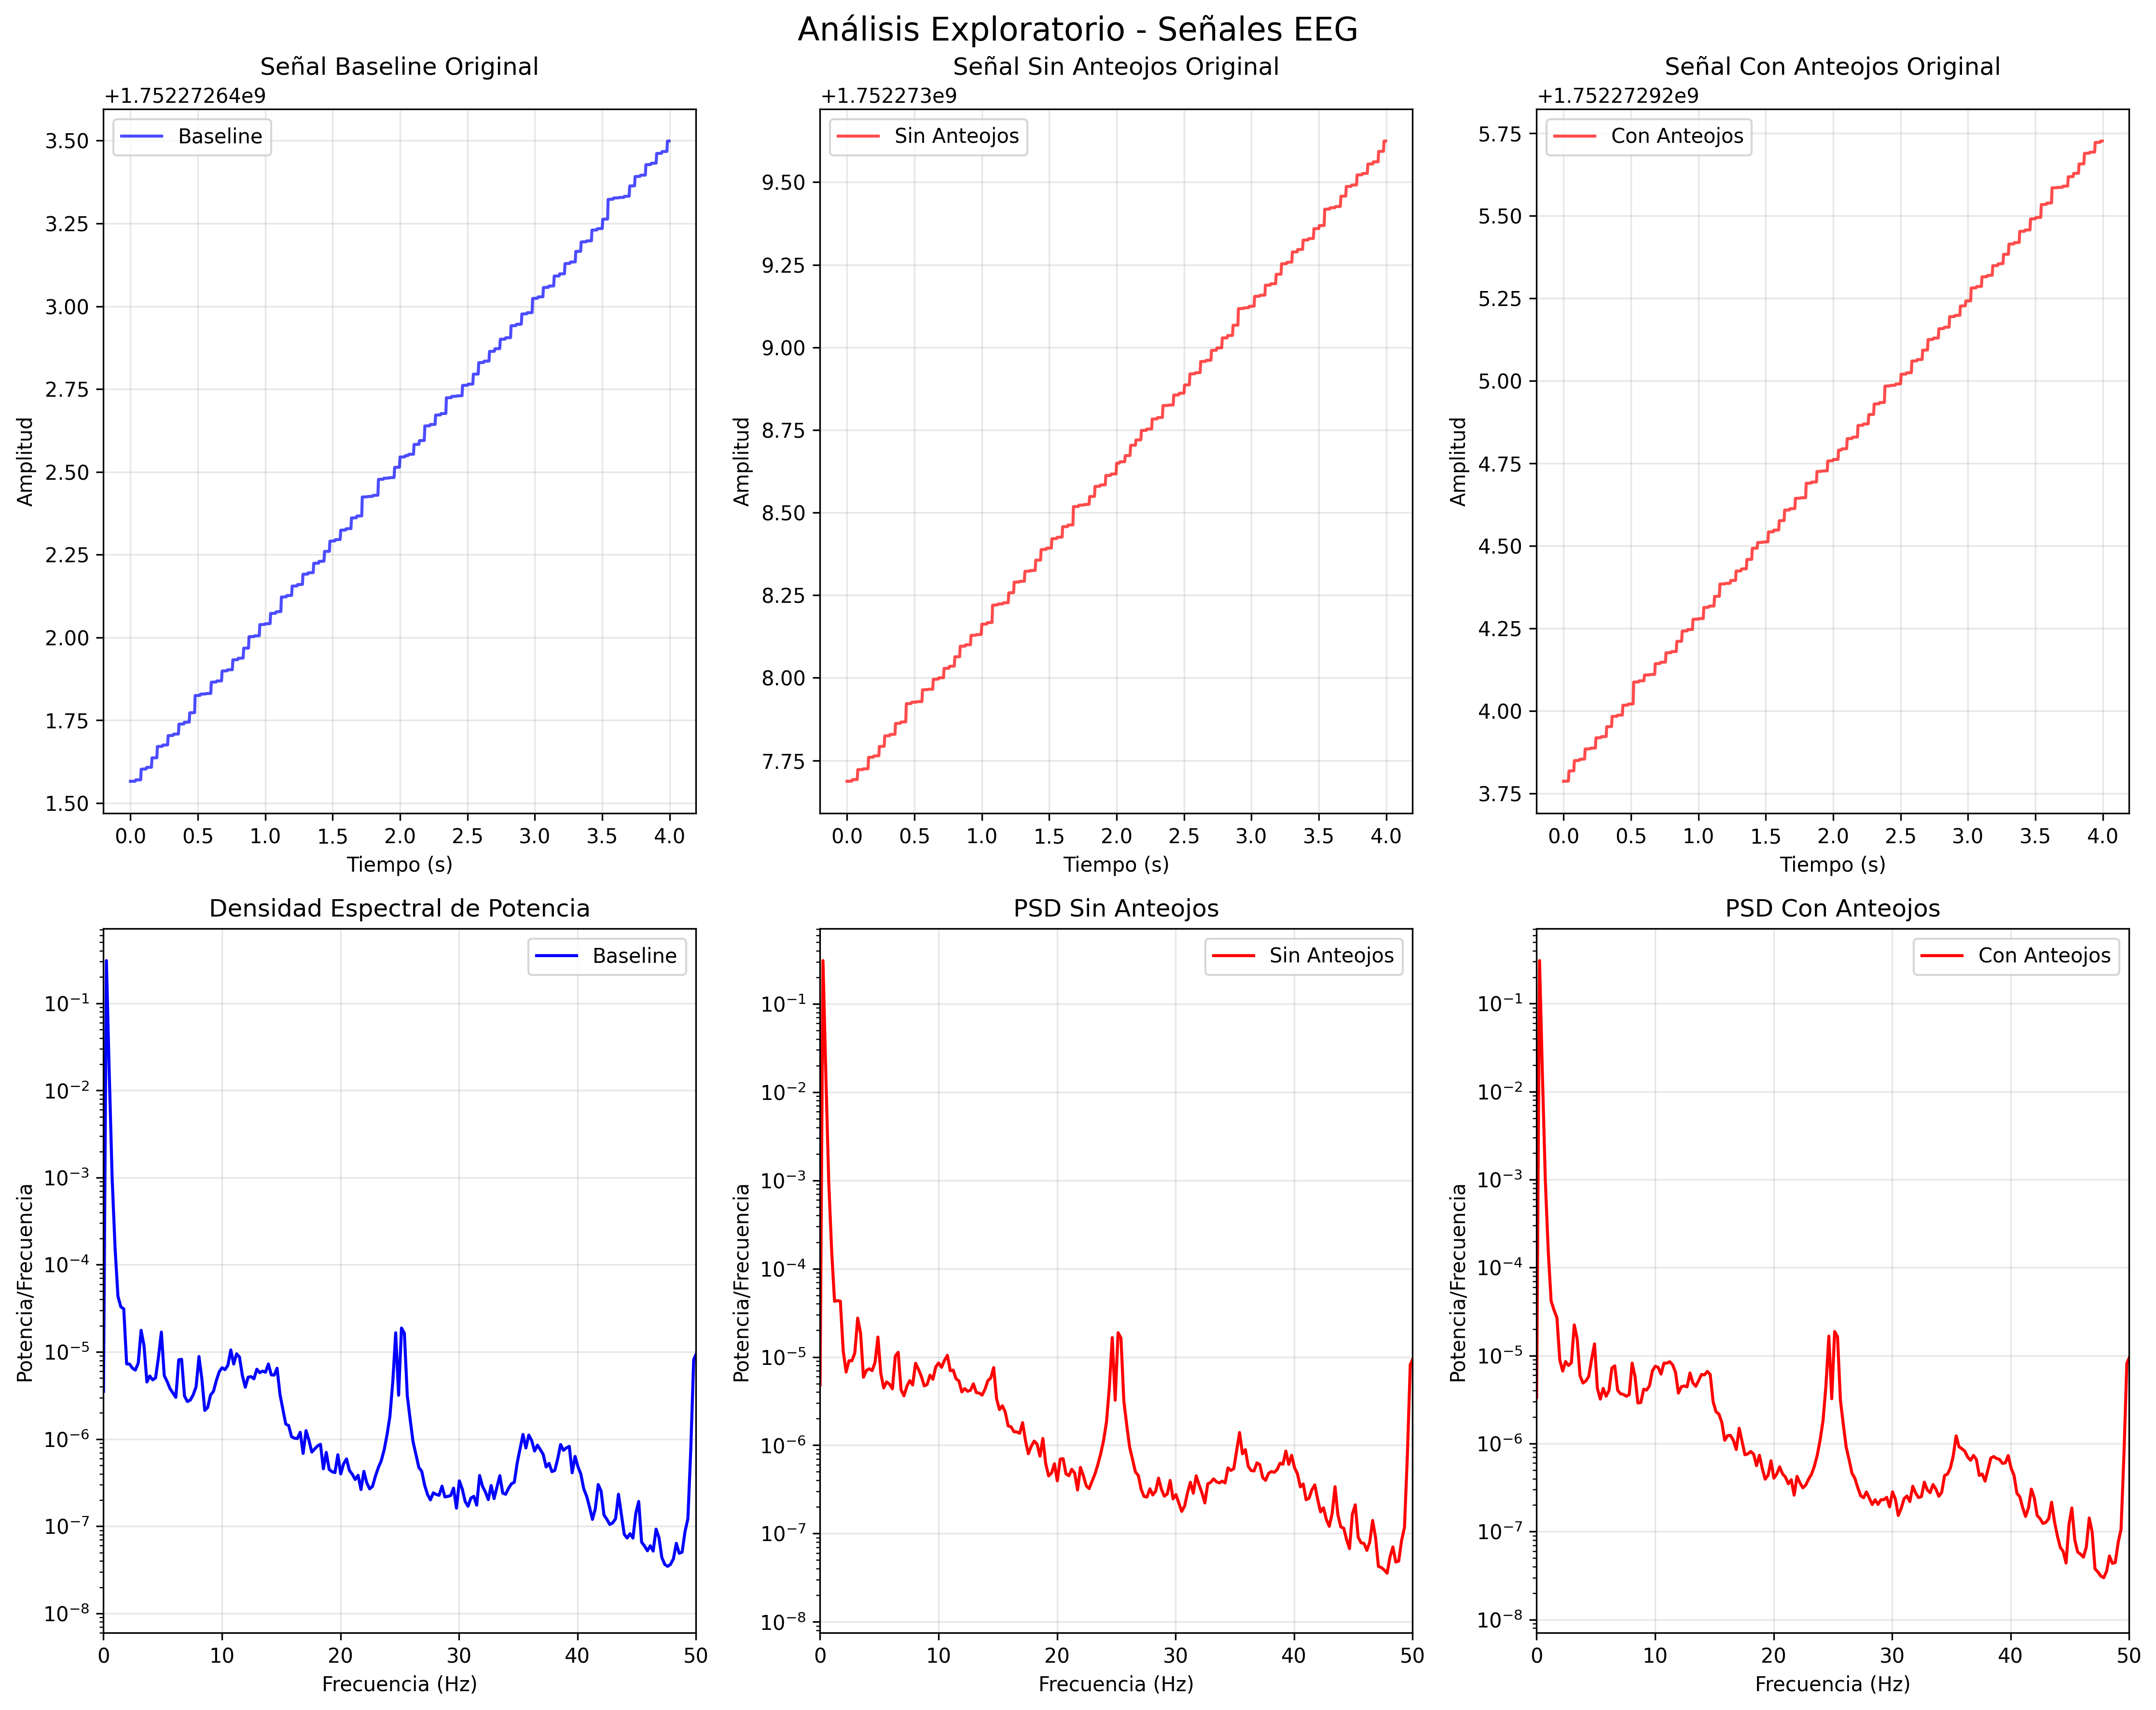 Análisis Exploratorio - Señales EEG
Señal Baseline Original
+1.75227264e9
Baseline
3.50
3.25
3.00
2.75
2.50
2.25
2.00
1.75
1.50
Amplitud
0.0 0.5 1.0 1.5 2.0 2.5 3.0 3.5 4.0
Tiempo (s)
Señal Sin Anteojos Original
+1.752273e9
Sin Anteojos
9.50
9.25
9.00
8.75
8.50
8.25
8.00
7.75
Amplitud
0.0 0.5 1.0 1.5 2.0 2.5 3.0 3.5 4.0
Tiempo (s)
Señal Con Anteojos Original
+1.75227292e9
Con Anteojos
5.75
5.50
5.25
5.00
4.75
4.50
4.25
4.00
3.75
Amplitud
0.0 0.5 1.0 1.5 2.0 2.5 3.0 3.5 4.0
Tiempo (s)
Densidad Espectral de Potencia
Baseline
10⁻¹
10⁻²
10⁻³
10⁻⁴
10⁻⁵
10⁻⁶
10⁻⁷
10⁻⁸
Potencia/Frecuencia
0 10 20 30 40 50
Frecuencia (Hz)
PSD Sin Anteojos
Sin Anteojos
10⁻¹
10⁻²
10⁻³
10⁻⁴
10⁻⁵
10⁻⁶
10⁻⁷
10⁻⁸
Potencia/Frecuencia
0 10 20 30 40 50
Frecuencia (Hz)
PSD Con Anteojos
Con Anteojos
10⁻¹
10⁻²
10⁻³
10⁻⁴
10⁻⁵
10⁻⁶
10⁻⁷
10⁻⁸
Potencia/Frecuencia
0 10 20 30 40 50
Frecuencia (Hz)